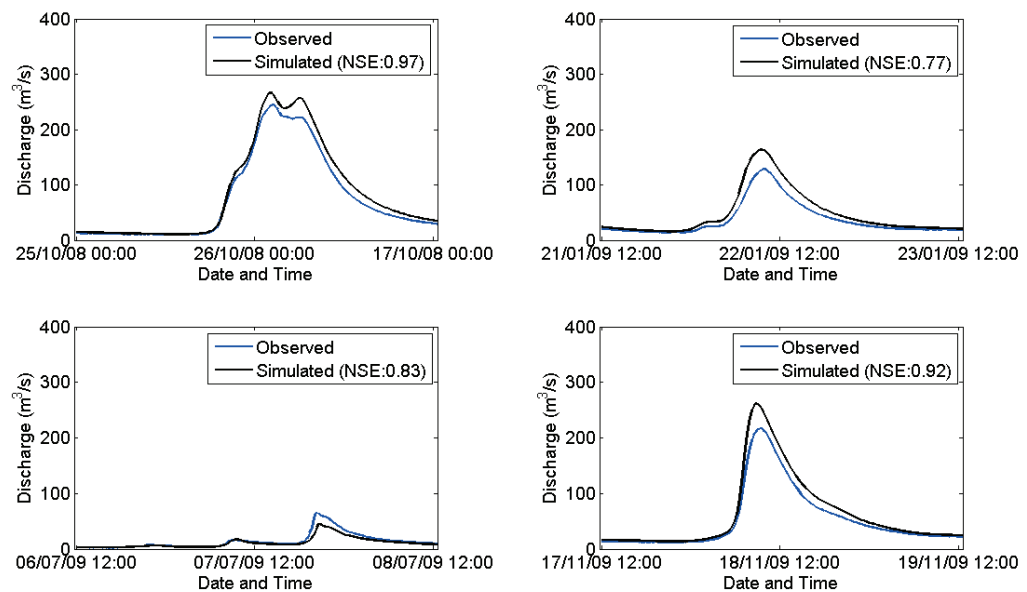 400
300
200
100
0
Discharge (m³/s)
Observed
Simulated (NSE:0.97)
25/10/08 00:00
26/10/08 00:00
17/10/08 00:00
Date and Time
400
300
200
100
0
Discharge (m³/s)
Observed
Simulated (NSE:0.77)
21/01/09 12:00
22/01/09 12:00
23/01/09 12:00
Date and Time
400
300
200
100
0
Discharge (m³/s)
Observed
Simulated (NSE:0.83)
06/07/09 12:00
07/07/09 12:00
08/07/09 12:00
Date and Time
400
300
200
100
0
Discharge (m³/s)
Observed
Simulated (NSE:0.92)
17/11/09 12:00
18/11/09 12:00
19/11/09 12:00
Date and Time